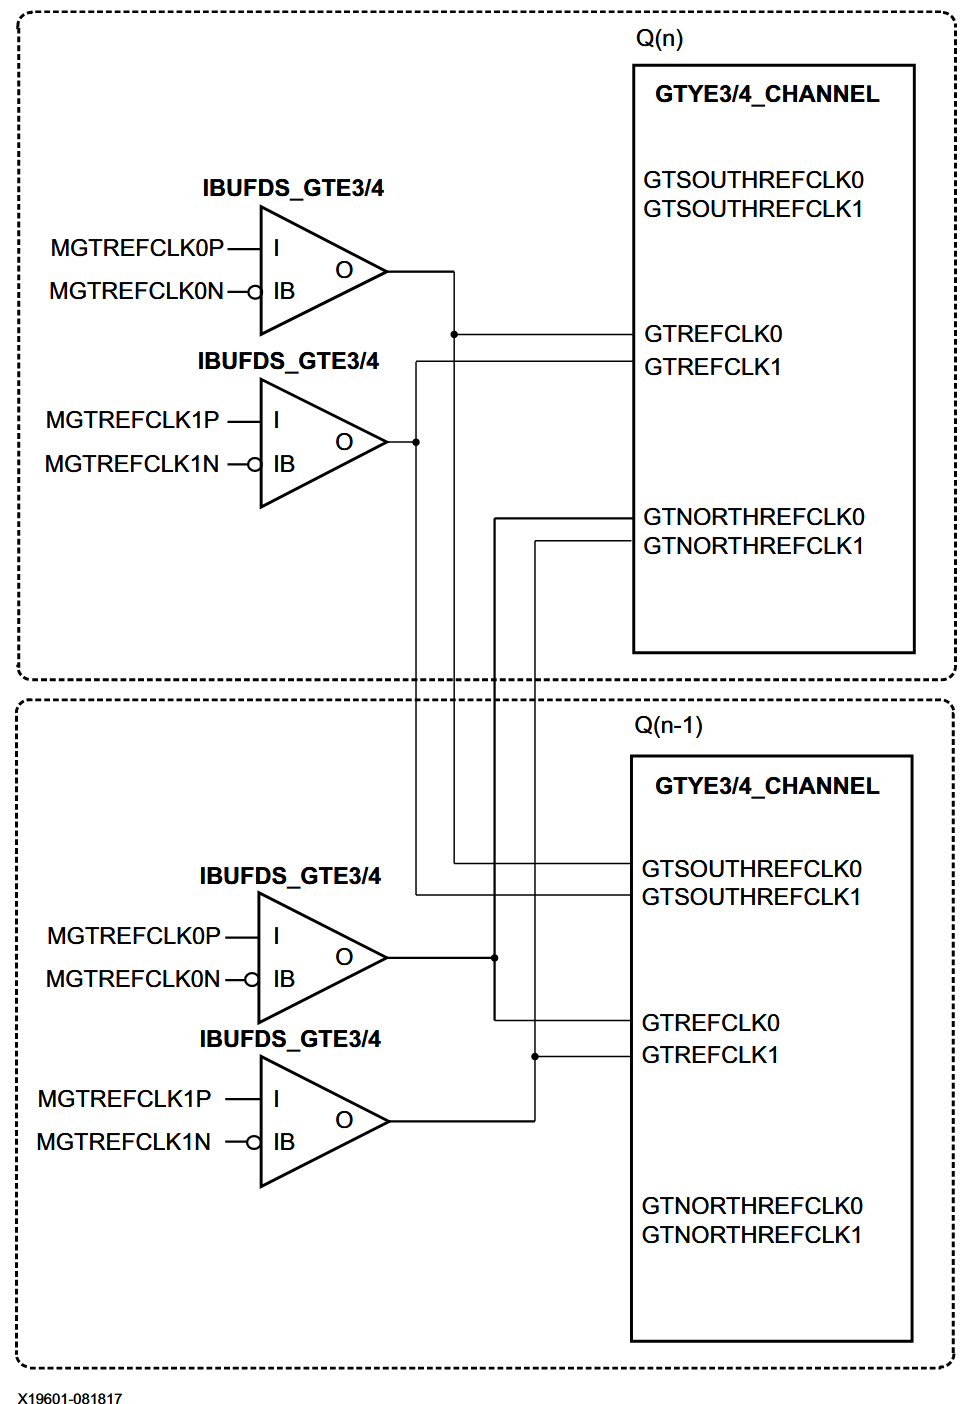 Q(n)
GTYE3/4_CHANNEL
GTSOUTHREFCLK0
GTSOUTHREFCLK1
IBUFDS_GTE3/4
MGTREFCLK0P
I
O
MGTREFCLK0N
IB
GTREFCLK0
IBUFDS_GTE3/4
GTREFCLK1
MGTREFCLK1P
I
O
MGTREFCLK1N
IB
GTNORTHREFCLK0
GTNORTHREFCLK1
Q(n-1)
GTYE3/4_CHANNEL
GTSOUTHREFCLK0
IBUFDS_GTE3/4
GTSOUTHREFCLK1
MGTREFCLK0P
I
O
MGTREFCLK0N
IB
GTREFCLK0
IBUFDS_GTE3/4
GTREFCLK1
MGTREFCLK1P
I
O
MGTREFCLK1N
IB
GTNORTHREFCLK0
GTNORTHREFCLK1
X19601-081817